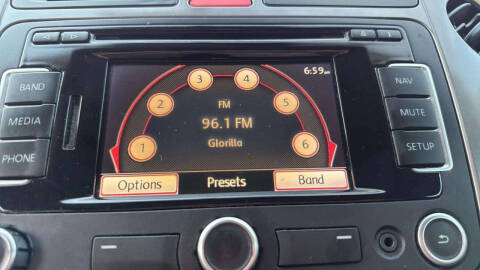 BAND
MEDIA
PHONE
3 4
2 5
1 6
6:59
FM
96.1 FM
Glorilla
Options Presets Band
NAV
MUTE
SETUP